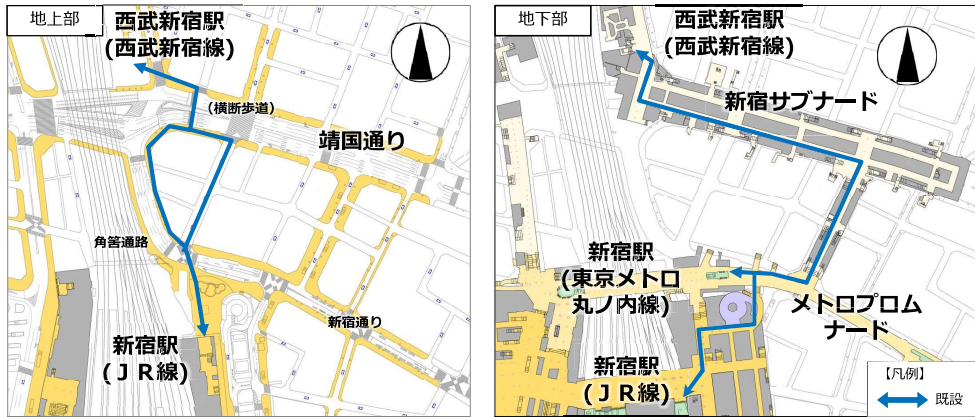 地上部
西武新宿駅
(西武新宿線)
(横断歩道)
靖国通り
角筈通路
新宿通り
新宿駅
(ＪＲ線)
地下部
西武新宿駅
(西武新宿線)
新宿サブナード
新宿駅
(東京メトロ
丸ノ内線)
メトロプロム
ナード
新宿駅
(ＪＲ線)
【凡例】
既設